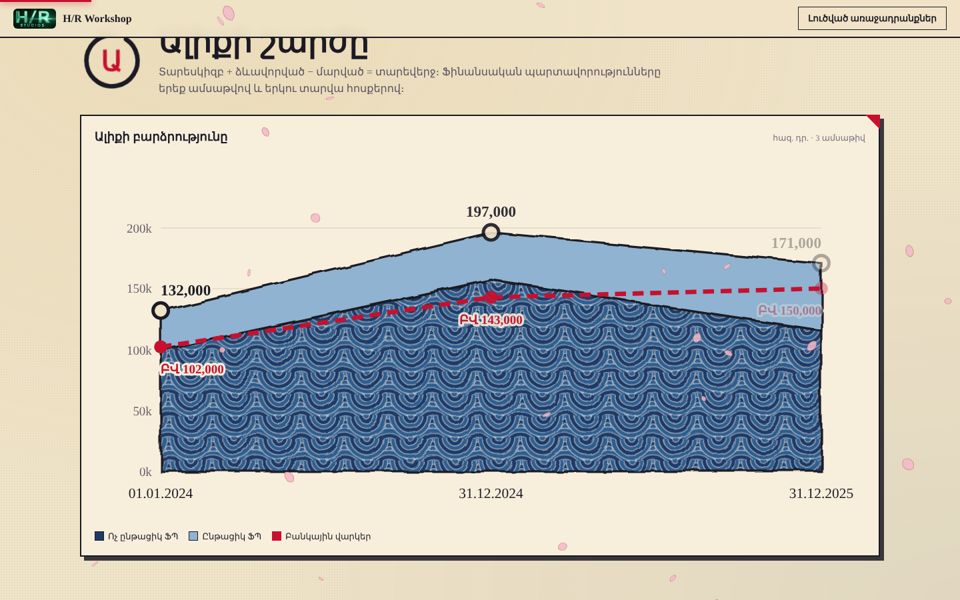 H/R
STUDIOS
H/R Workshop
Լուծված առաջադրանքներ
Ա
Ալիքի շարժը
Տարեսկիզբ + ձևավորված − մարված = տարեվերջ։ Ֆինանսական պարտավորությունները
երեք ամսաթվով և երկու տարվա հոսքերով։
Ալիքի բարձրությունը
հազ. դր. · 3 ամսաթիվ
197,000
200k
171,000
150k
132,000
ԲՎ 150,000
ԲՎ 143,000
100k
ԲՎ 102,000
50k
0k
01.01.2024
31.12.2024
31.12.2025
Ոչ ընթացիկ ՖՊ
Ընթացիկ ՖՊ
Բանկային վարկեր